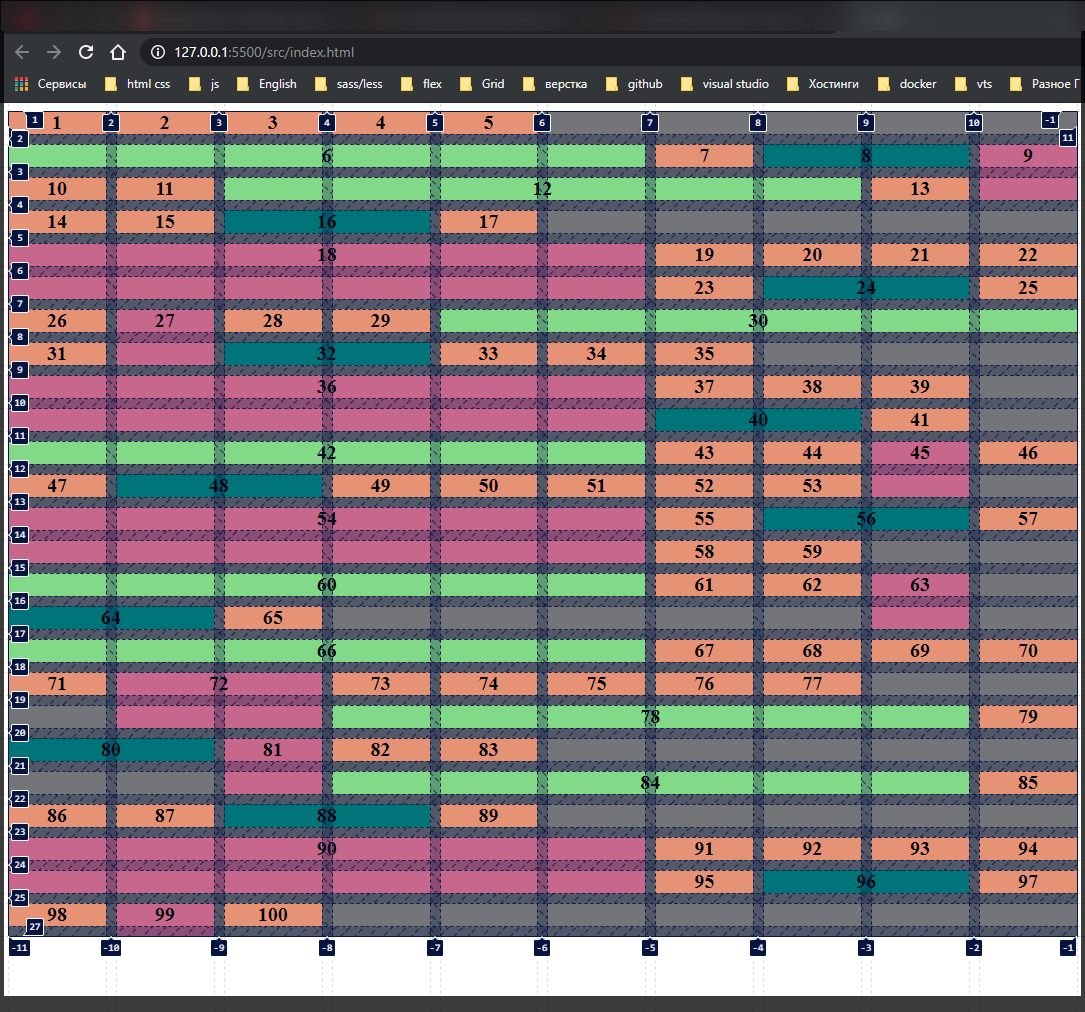 127.0.0.1:5500/src/index.html
Сервисы html css js English sass/less flex Grid верстка github visual studio Хостинги docker vts Разное Г
1 1 2 2 3 3 4 4 5 5 6 7 8 9 10 -1
2 11
6 7 8 9
3
10 11 12 13
4
14 15 16 17
5
18 19 20 21 22
6
23 24 25
7
26 27 28 29 30
8
31 32 33 34 35
9
36 37 38 39
10
40 41
11
42 43 44 45 46
12
47 48 49 50 51 52 53
13
54 55 56 57
14
58 59
15
60 61 62 63
16
64 65
17
66 67 68 69 70
18
71 72 73 74 75 76 77
19
78 79
20
80 81 82 83
21
84 85
22
86 87 88 89
23
90 91 92 93 94
24
95 96 97
25
98 99 100
27
-11 -10 -9 -8 -7 -6 -5 -4 -3 -2 -1